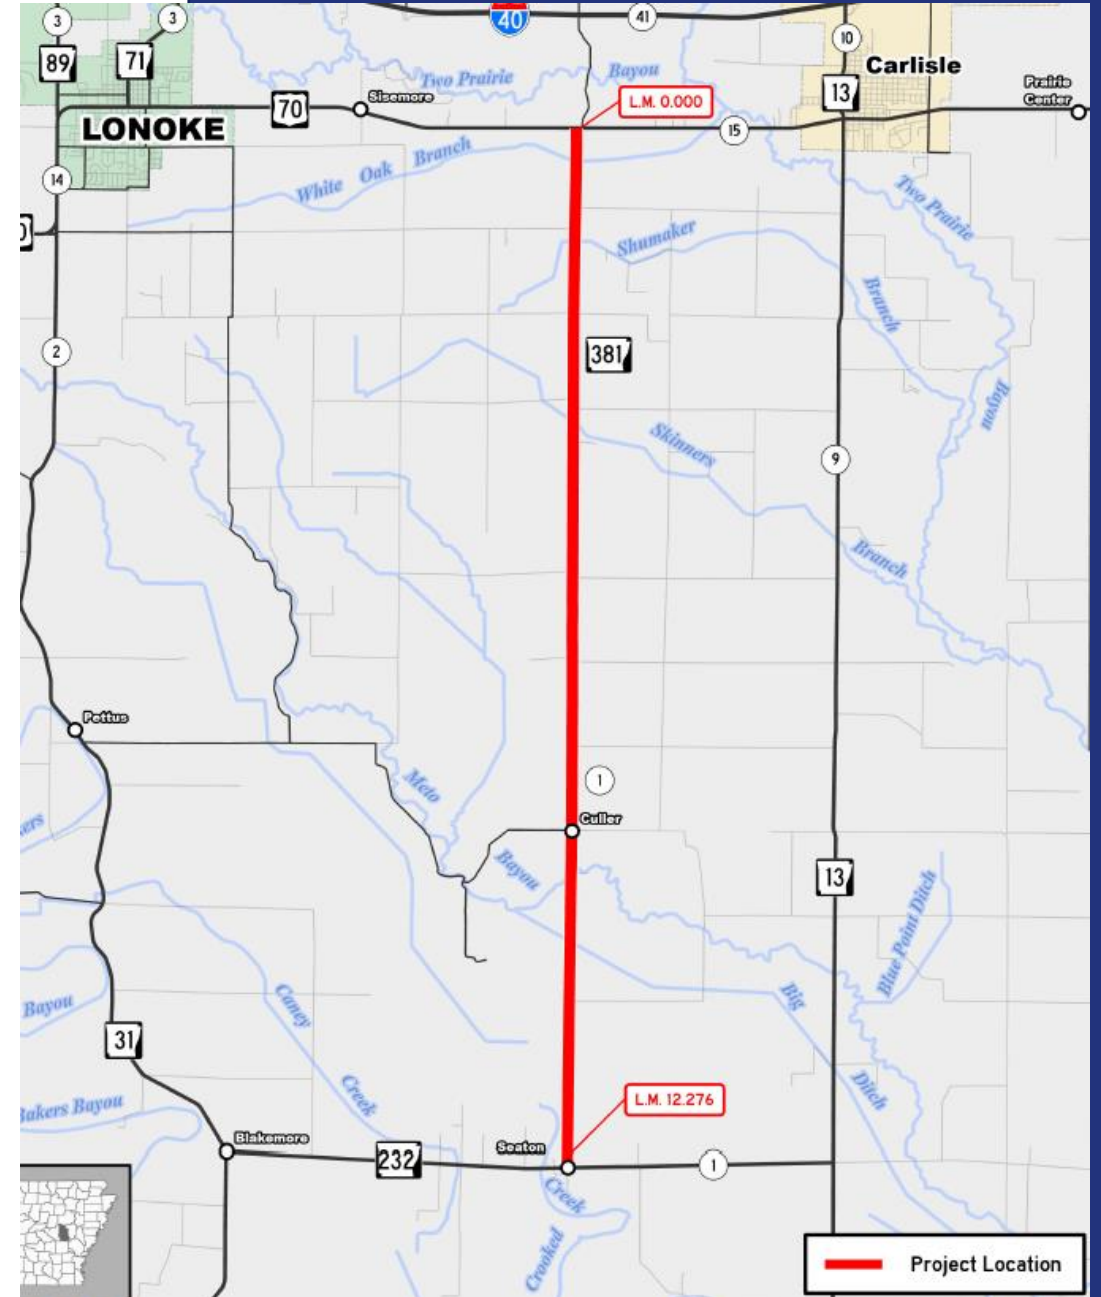 3
3
40
41
10
89
71
Carlisle
Two Prairie
Bayou
13
Prairie
Center
70
Sisemore
L.M. 0.000
LONOKE
15
White Oak Branch
14
Two Prairie
Shumaker
Branch
2
381
Bayou
Skinners
9
Branch
Pettus
Meto
1
Culler
Bayou
13
Blue Point Ditch
Caney
Big
Bayou
31
Creek
Ditch
L.M. 12.276
Bakers Bayou
Blakemore
Seaton
232
1
Creek
Crooked
Project Location